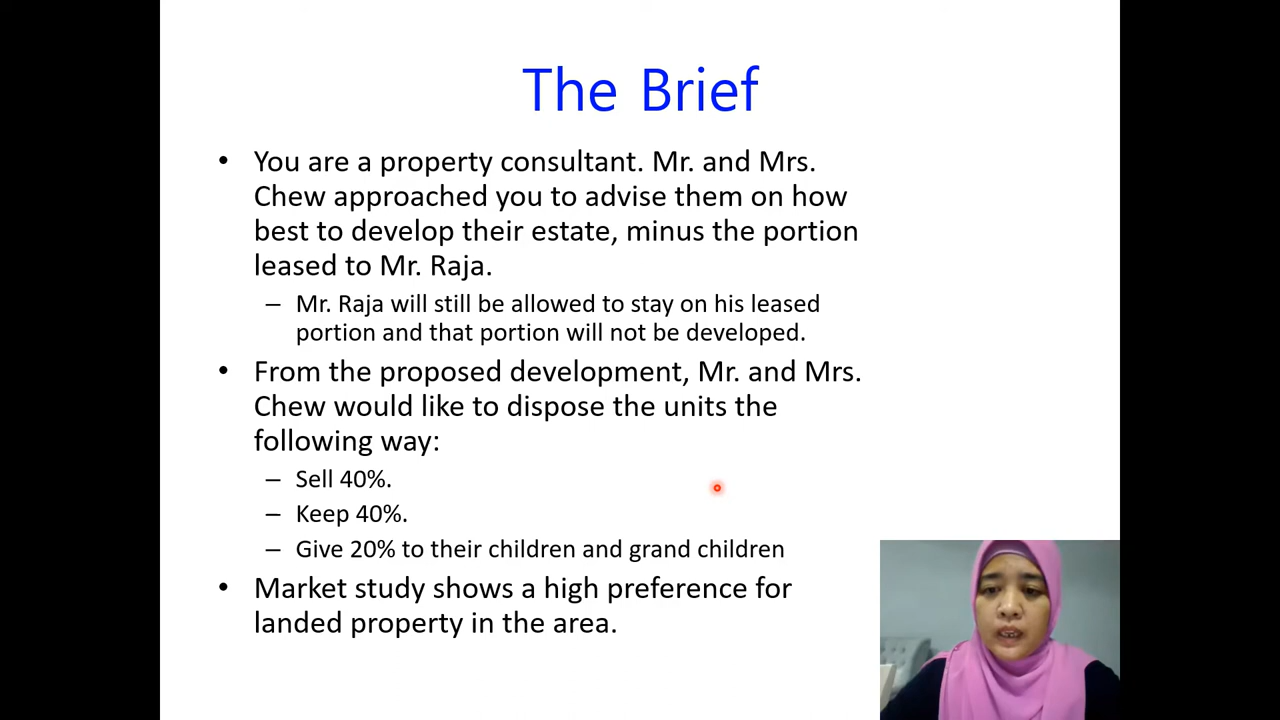 The Brief
• You are a property consultant. Mr. and Mrs.
Chew approached you to advise them on how
best to develop their estate, minus the portion
leased to Mr. Raja.
– Mr. Raja will still be allowed to stay on his leased
portion and that portion will not be developed.
• From the proposed development, Mr. and Mrs.
Chew would like to dispose the units the
following way:
– Sell 40%.
– Keep 40%.
– Give 20% to their children and grand children
• Market study shows a high preference for
landed property in the area.